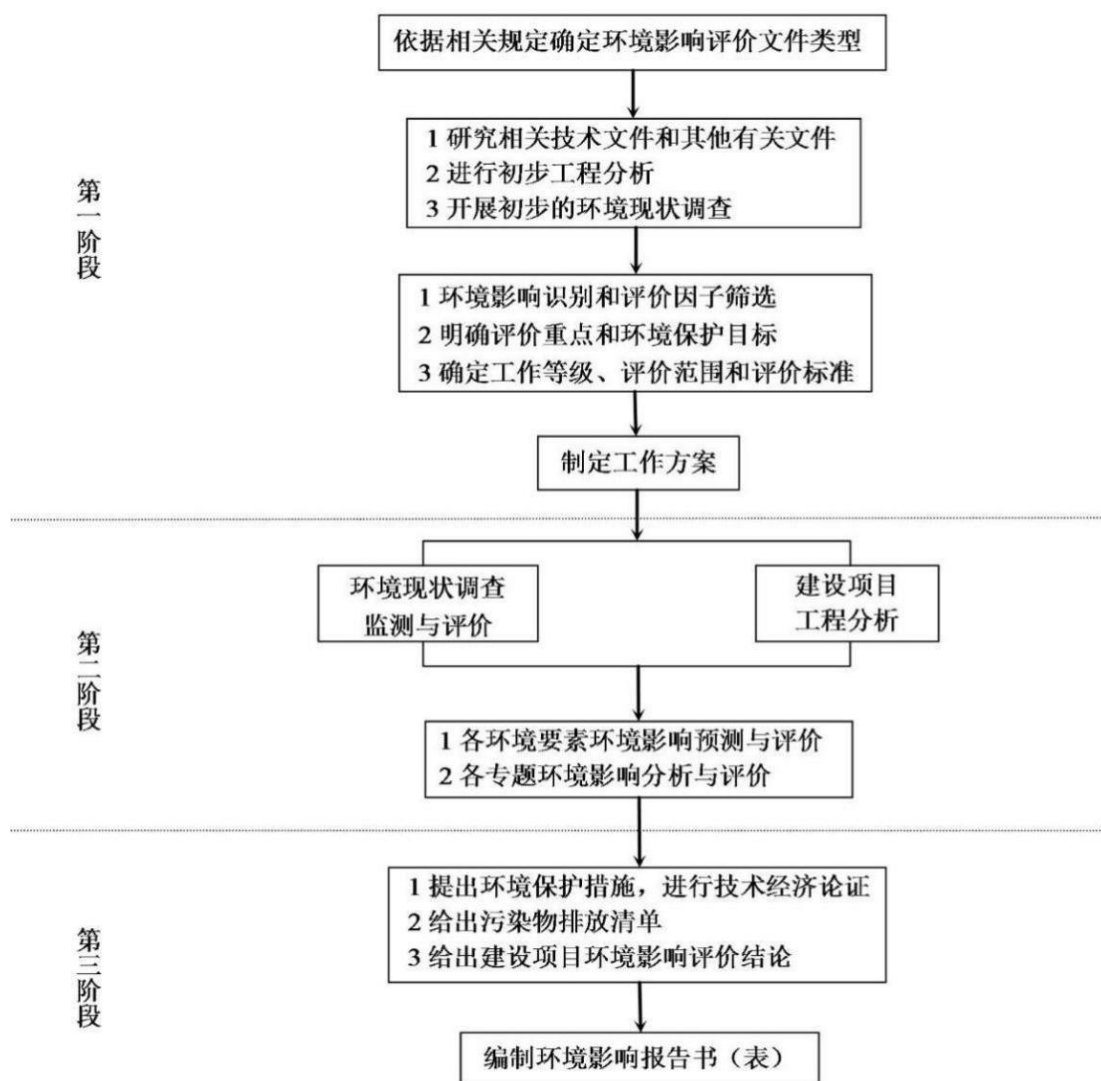 依据相关规定确定环境影响评价文件类型
1 研究相关技术文件和其他有关文件
2 进行初步工程分析
3 开展初步的环境现状调查
第一阶段
1 环境影响识别和评价因子筛选
2 明确评价重点和环境保护目标
3 确定工作等级、评价范围和评价标准
制定工作方案
第二阶段
环境现状调查
监测与评价
建设项目
工程分析
1 各环境要素环境影响预测与评价
2 各专题环境影响分析与评价
第三阶段
1 提出环境保护措施，进行技术经济论证
2 给出污染物排放清单
3 给出建设项目环境影响评价结论
编制环境影响报告书（表）